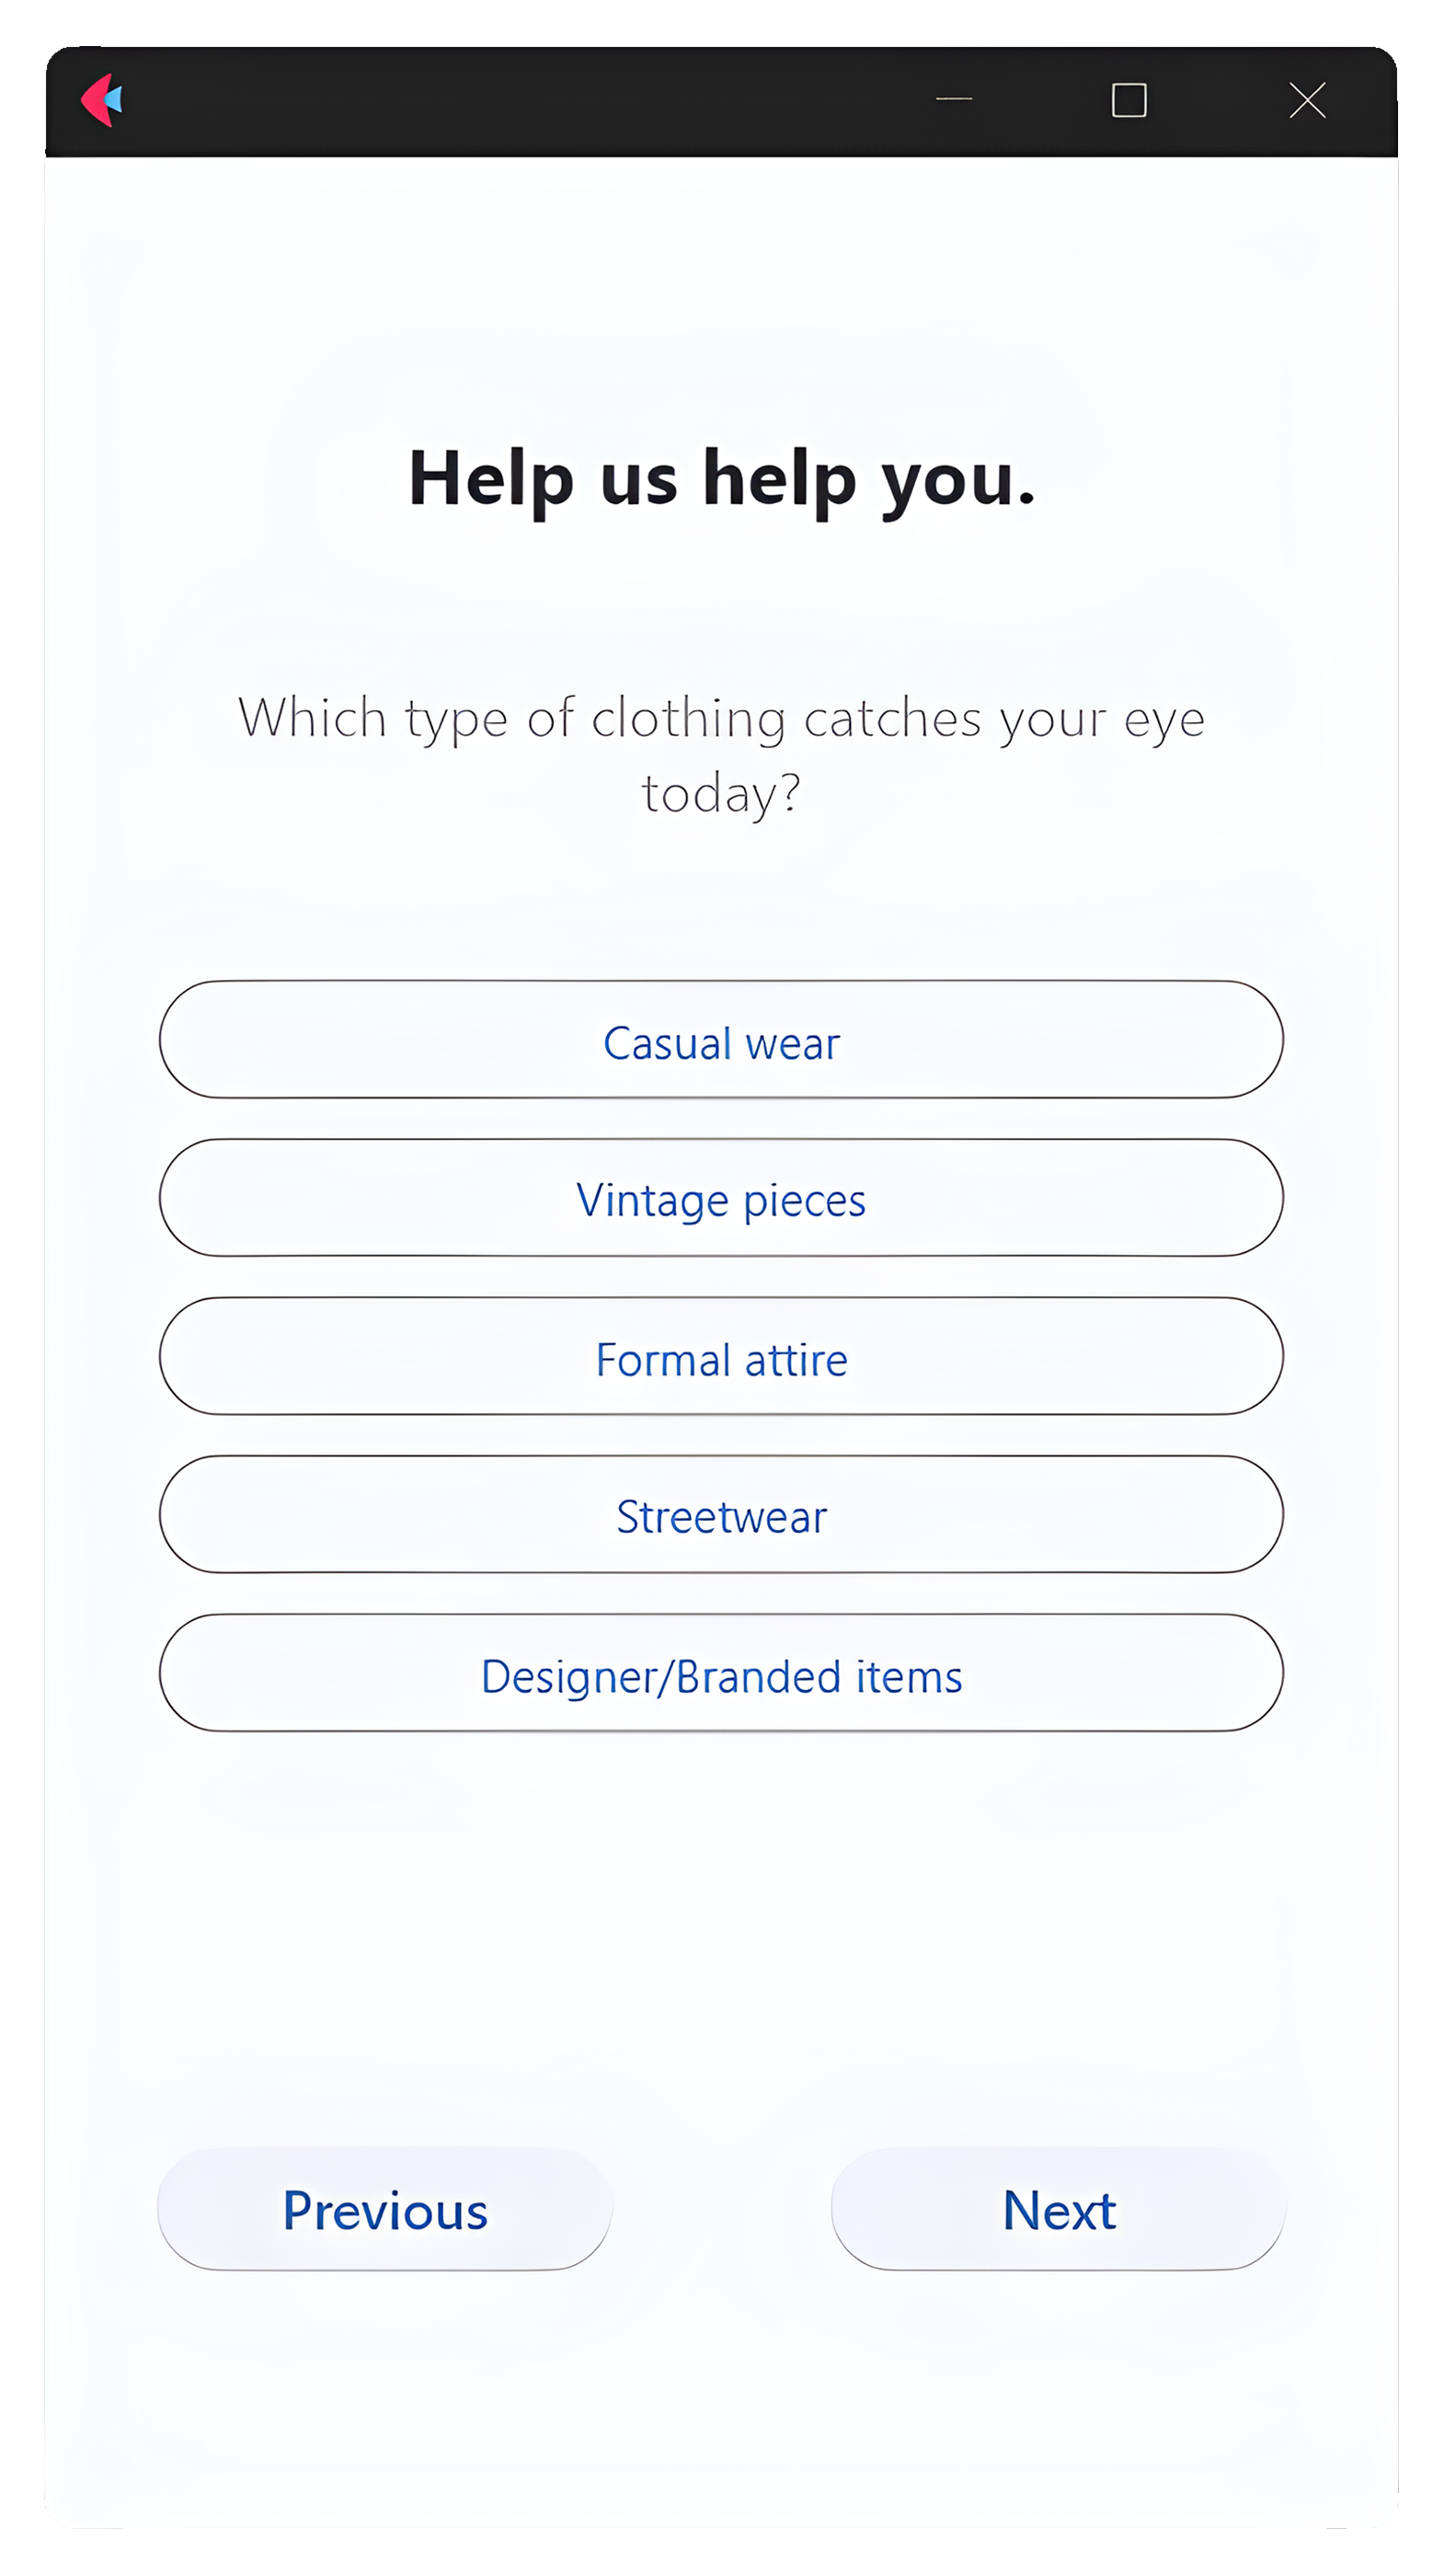 Help us help you.
Which type of clothing catches your eye
today?
Casual wear
Vintage pieces
Formal attire
Streetwear
Designer/Branded items
Previous
Next